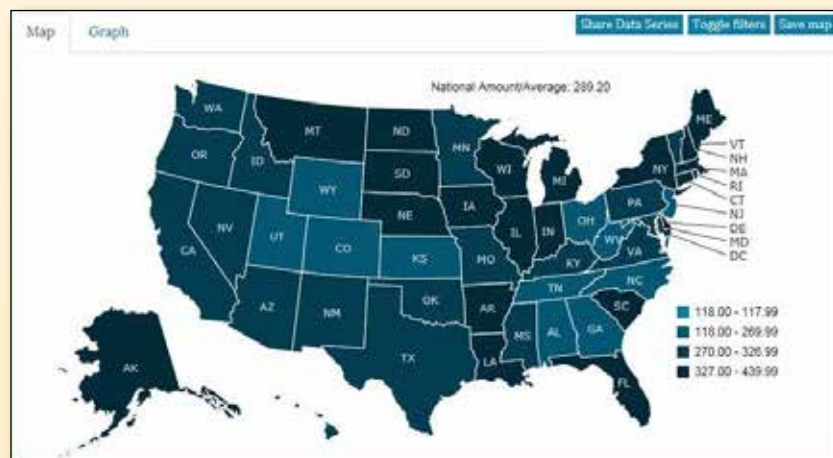 Map
Graph
Share Data Series
Toggle filters
Save map
National Amount/Average: 289.20
WA
MT
ND
MN
ME
OR
ID
SD
WI
MI
NY
VT
NH
MA
RI
CT
NJ
DE
MD
DC
WY
IA
PA
NE
NV
UT
CO
IL
IN
OH
WV
VA
CA
KS
MO
KY
NC
TN
AZ
NM
OK
AR
SC
MS
AL
GA
TX
LA
FL
AK
118.00 - 117.99
118.00 - 269.99
270.00 - 326.99
327.00 - 439.99